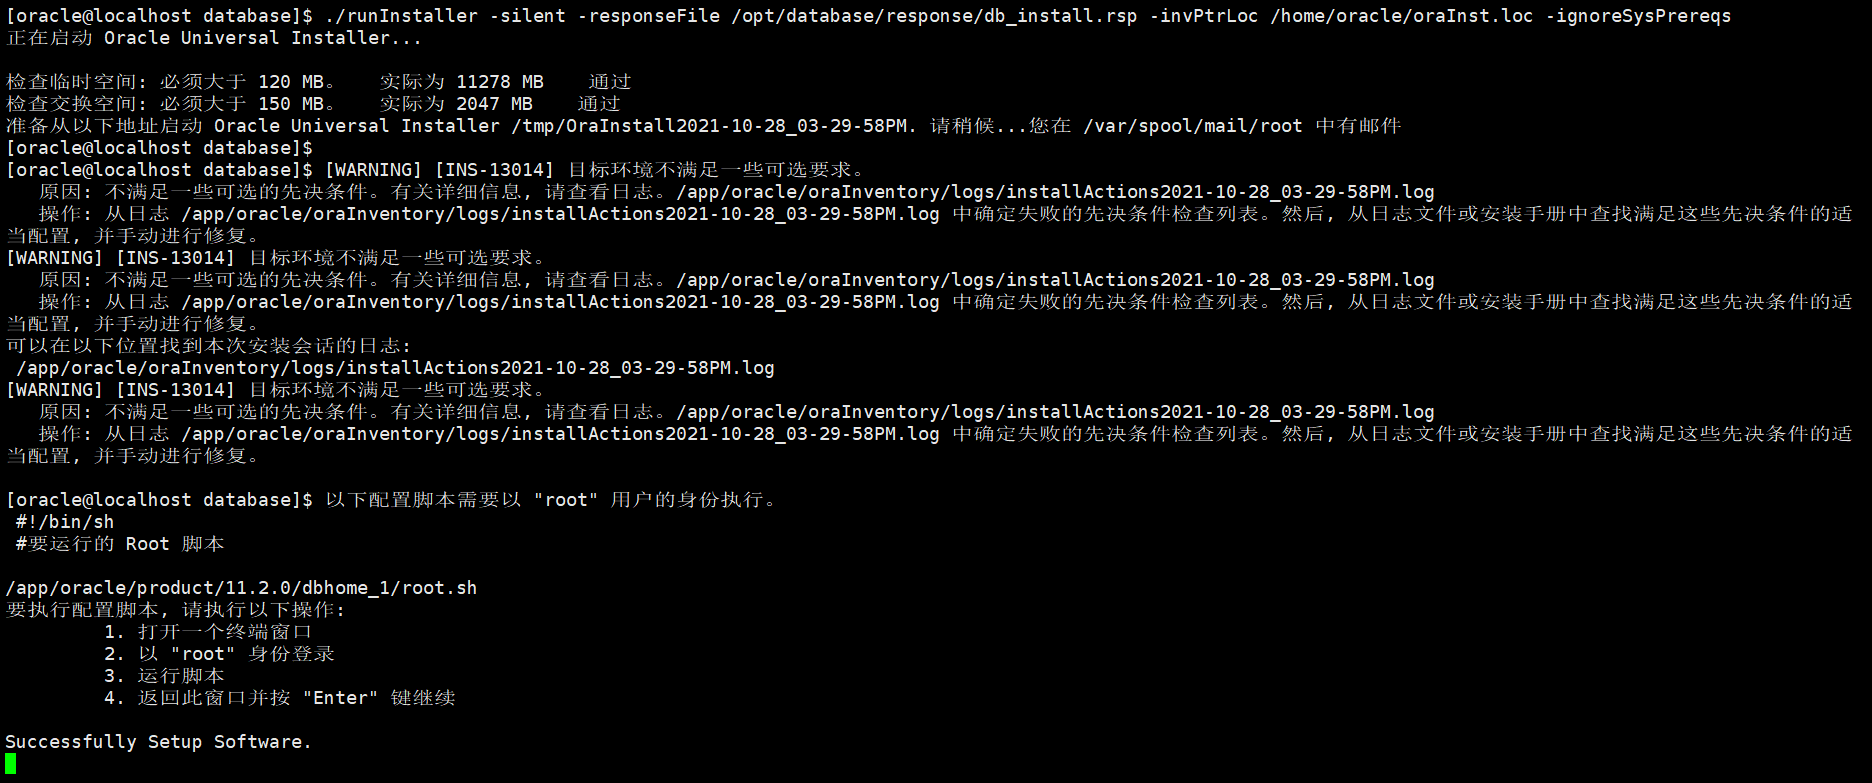 [oracle@localhost database]$ ./runInstaller -silent -responseFile /opt/database/response/db_install.rsp -invPtrLoc /home/oracle/oraInst.loc -ignoreSysPrereqs
正在启动 Oracle Universal Installer...
检查临时空间: 必须大于 120 MB。   实际为 11278 MB    通过
检查交换空间: 必须大于 150 MB。   实际为 2047 MB    通过
准备从以下地址启动 Oracle Universal Installer /tmp/OraInstall2021-10-28_03-29-58PM. 请稍候...您在 /var/spool/mail/root 中有邮件
[oracle@localhost database]$
[oracle@localhost database]$ [WARNING] [INS-13014] 目标环境不满足一些可选要求。
   原因: 不满足一些可选的先决条件。有关详细信息, 请查看日志。/app/oracle/oraInventory/logs/installActions2021-10-28_03-29-58PM.log
   操作: 从日志 /app/oracle/oraInventory/logs/installActions2021-10-28_03-29-58PM.log 中确定失败的先决条件检查列表。然后, 从日志文件或安装手册中查找满足这些先决条件的适
当配置, 并手动进行修复。
[WARNING] [INS-13014] 目标环境不满足一些可选要求。
   原因: 不满足一些可选的先决条件。有关详细信息, 请查看日志。/app/oracle/oraInventory/logs/installActions2021-10-28_03-29-58PM.log
   操作: 从日志 /app/oracle/oraInventory/logs/installActions2021-10-28_03-29-58PM.log 中确定失败的先决条件检查列表。然后, 从日志文件或安装手册中查找满足这些先决条件的适
当配置, 并手动进行修复。
可以在以下位置找到本次安装会话的日志:
 /app/oracle/oraInventory/logs/installActions2021-10-28_03-29-58PM.log
[WARNING] [INS-13014] 目标环境不满足一些可选要求。
   原因: 不满足一些可选的先决条件。有关详细信息, 请查看日志。/app/oracle/oraInventory/logs/installActions2021-10-28_03-29-58PM.log
   操作: 从日志 /app/oracle/oraInventory/logs/installActions2021-10-28_03-29-58PM.log 中确定失败的先决条件检查列表。然后, 从日志文件或安装手册中查找满足这些先决条件的适
当配置, 并手动进行修复。
[oracle@localhost database]$ 以下配置脚本需要以 "root" 用户的身份执行。
 #!/bin/sh
 #要运行的 Root 脚本
/app/oracle/product/11.2.0/dbhome_1/root.sh
要执行配置脚本, 请执行以下操作:
         1. 打开一个终端窗口
         2. 以 "root" 身份登录
         3. 运行脚本
         4. 返回此窗口并按 "Enter" 键继续
Successfully Setup Software.